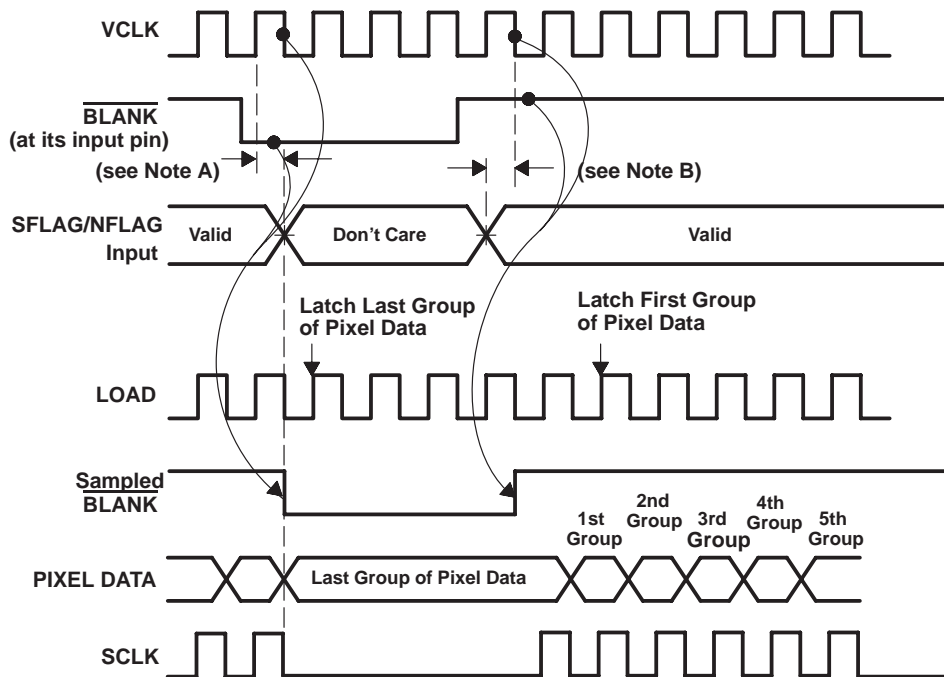 VCLK
BLANK
(at its input pin)
(see Note A)
(see Note B)
SFLAG/NFLAG
Input
Valid
Don't Care
Valid
Latch Last Group
of Pixel Data
Latch First Group
of Pixel Data
LOAD
Sampled
BLANK
1st
Group
2nd
Group
3rd
Group
4th
Group
5th
Group
PIXEL DATA
Last Group of Pixel Data
SCLK